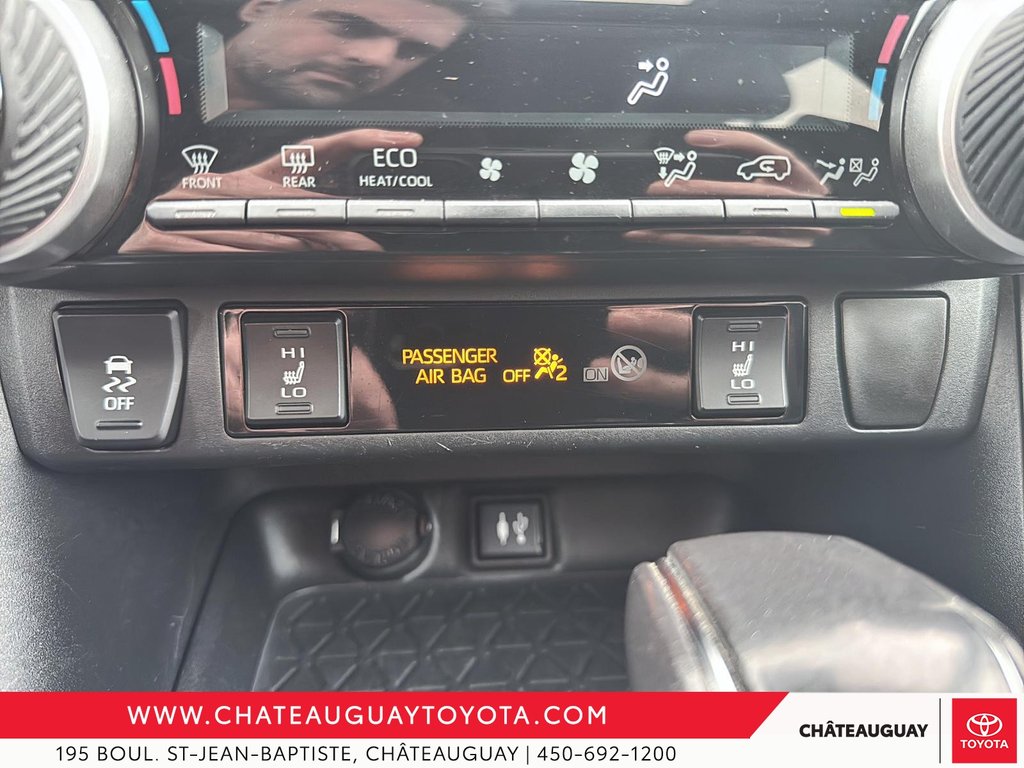 FRONT REAR ECO HEAT/COOL
HI PASSENGER HI
AIR BAG OFF 2 ON
OFF LO LO
WWW.CHATEAUGUAYTOYOTA.COM
195 BOUL. ST-JEAN-BAPTISTE, CHÂTEAUGUAY | 450-692-1200
CHÂTEAUGUAY
TOYOTA